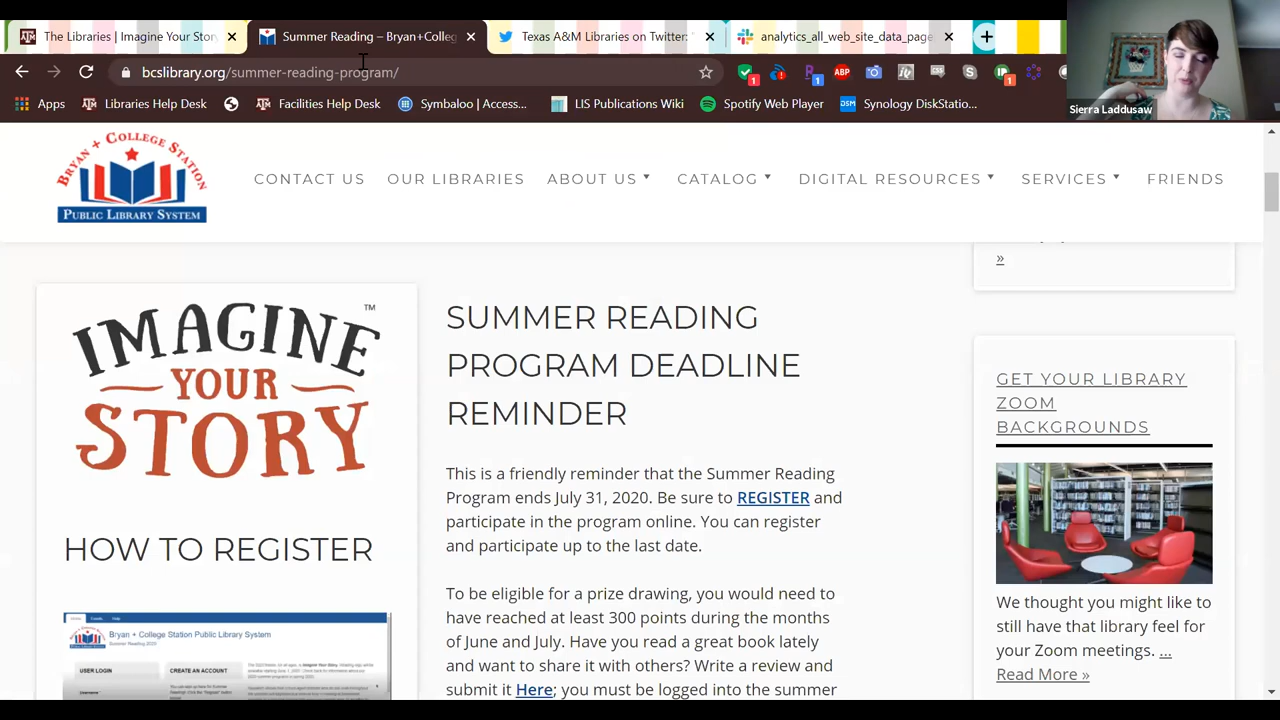 The Libraries | Imagine Your Stor
Summer Reading – Bryan+Colleg
Texas A&M Libraries on Twitter: "
analytics_all_web_site_data_page
bcslibrary.org/summer-reading-program/
1
1
ABP
CSS
1
Sierra Laddusaw
Apps
Libraries Help Desk
Facilities Help Desk
Symbaloo | Access...
LIS Publications Wiki
Spotify Web Player
DSM
Synology DiskStatio...
BRYAN + COLLEGE STATION
PUBLIC LIBRARY SYSTEM
CONTACT US
OUR LIBRARIES
ABOUT US
CATALOG
DIGITAL RESOURCES
SERVICES
FRIENDS
»
IMAGINE™
YOUR
STORY
HOW TO REGISTER
Bryan + College Station Public Library System
USER LOGIN
CREATE AN ACCOUNT
SUMMER READING
PROGRAM DEADLINE
REMINDER
This is a friendly reminder that the Summer Reading
Program ends July 31, 2020. Be sure to REGISTER and
participate in the program online. You can register
and participate up to the last date.
To be eligible for a prize drawing, you would need to
have reached at least 300 points during the months
of June and July. Have you read a great book lately
and want to share it with others? Write a review and
submit it Here, you must be logged into the summer
GET YOUR LIBRARY
ZOOM
BACKGROUNDS
We thought you might like to
still have that library feel for
your Zoom meetings. ...
Read More »